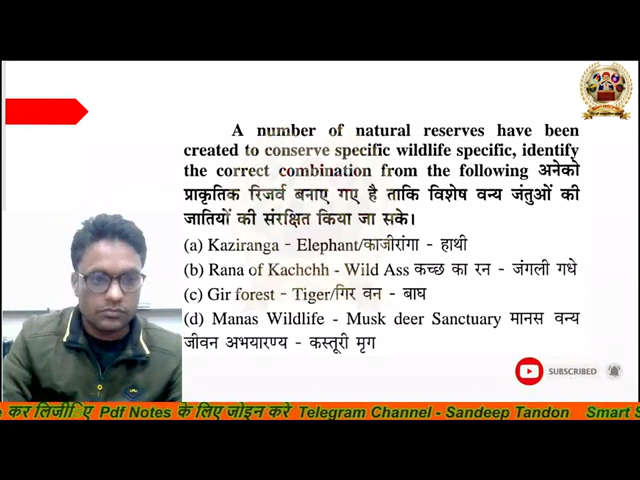 A number of natural reserves have been
created to conserve specific wildlife specific, identify
the correct combination from the following अनेको
प्राकृतिक रिजर्व बनाए गए है ताकि विशेष वन्य जंतुओं की
जातियों की संरक्षित किया जा सके।
(a) Kaziranga - Elephant/काजीरांगा - हाथी
(b) Rana of Kachchh - Wild Ass कच्छ का रन - जंगली गधे
(c) Gir forest - Tiger/गिर वन - बाघ
(d) Manas Wildlife - Musk deer Sanctuary मानस वन्य
जीवन अभयारण्य - कस्तूरी मृग
SUBSCRIBED
कर लिजींिए Pdf Notes के लिए जोइन करे Telegram Channel - Sandeep Tandon Smart S